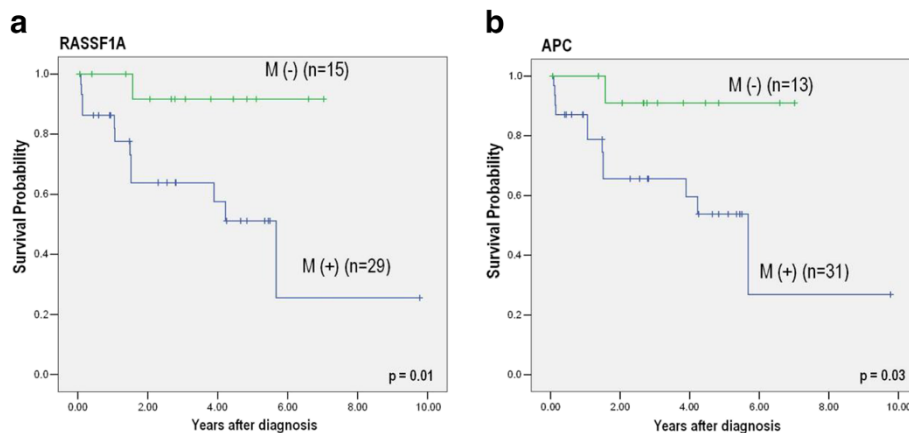 a
RASSF1A
M (-) (n=15)
M (+) (n=29)
p = 0.01
Survival Probability
1.0
0.8
0.6
0.4
0.2
0.0
0.00 2.00 4.00 6.00 8.00 10.00
Years after diagnosis
b
APC
M (-) (n=13)
M (+) (n=31)
p = 0.03
Survival Probability
1.0
0.8
0.6
0.4
0.2
0.0
0.00 2.00 4.00 6.00 8.00 10.00
Years after diagnosis